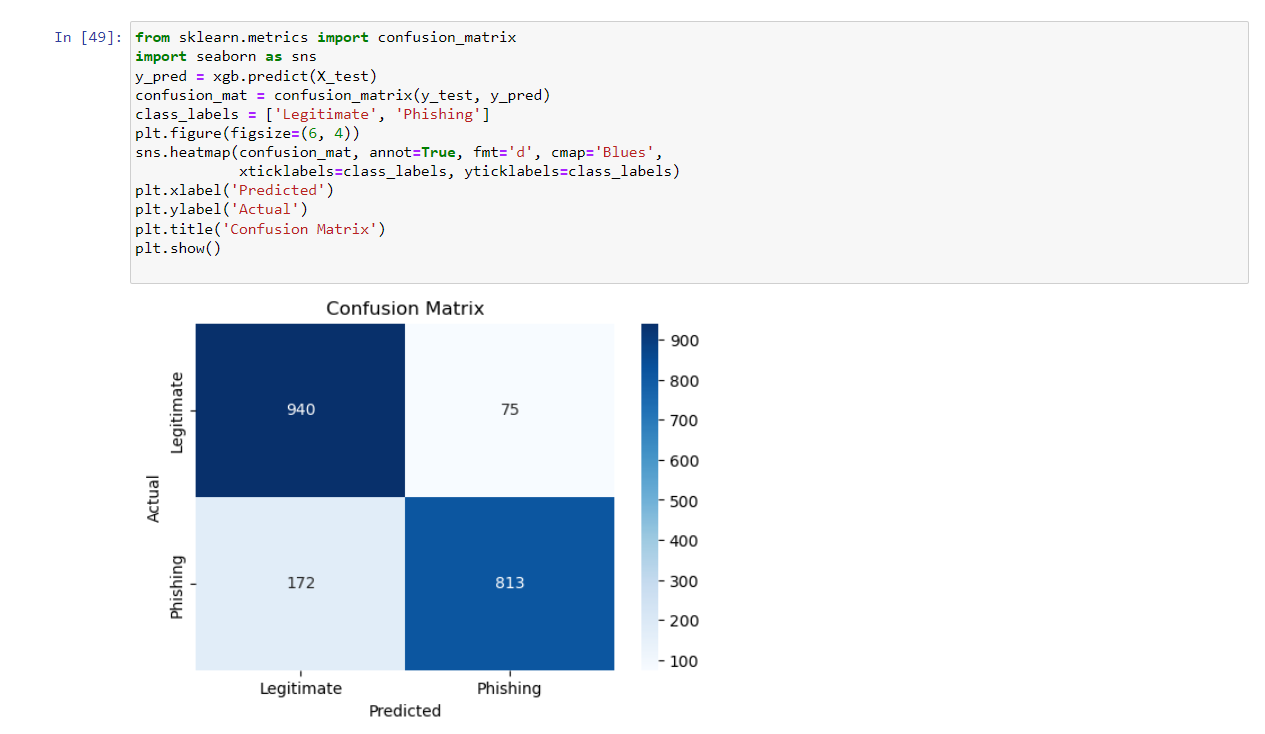 In [49]: from sklearn.metrics import confusion_matrix
import seaborn as sns
y_pred = xgb.predict(X_test)
confusion_mat = confusion_matrix(y_test, y_pred)
class_labels = ['Legitimate', 'Phishing']
plt.figure(figsize=(6, 4))
sns.heatmap(confusion_mat, annot=True, fmt='d', cmap='Blues',
            xticklabels=class_labels, yticklabels=class_labels)
plt.xlabel('Predicted')
plt.ylabel('Actual')
plt.title('Confusion Matrix')
plt.show()
Confusion Matrix
Actual
Legitimate
940 75
Phishing
172 813
Legitimate Phishing
Predicted
900
800
700
600
500
400
300
200
100